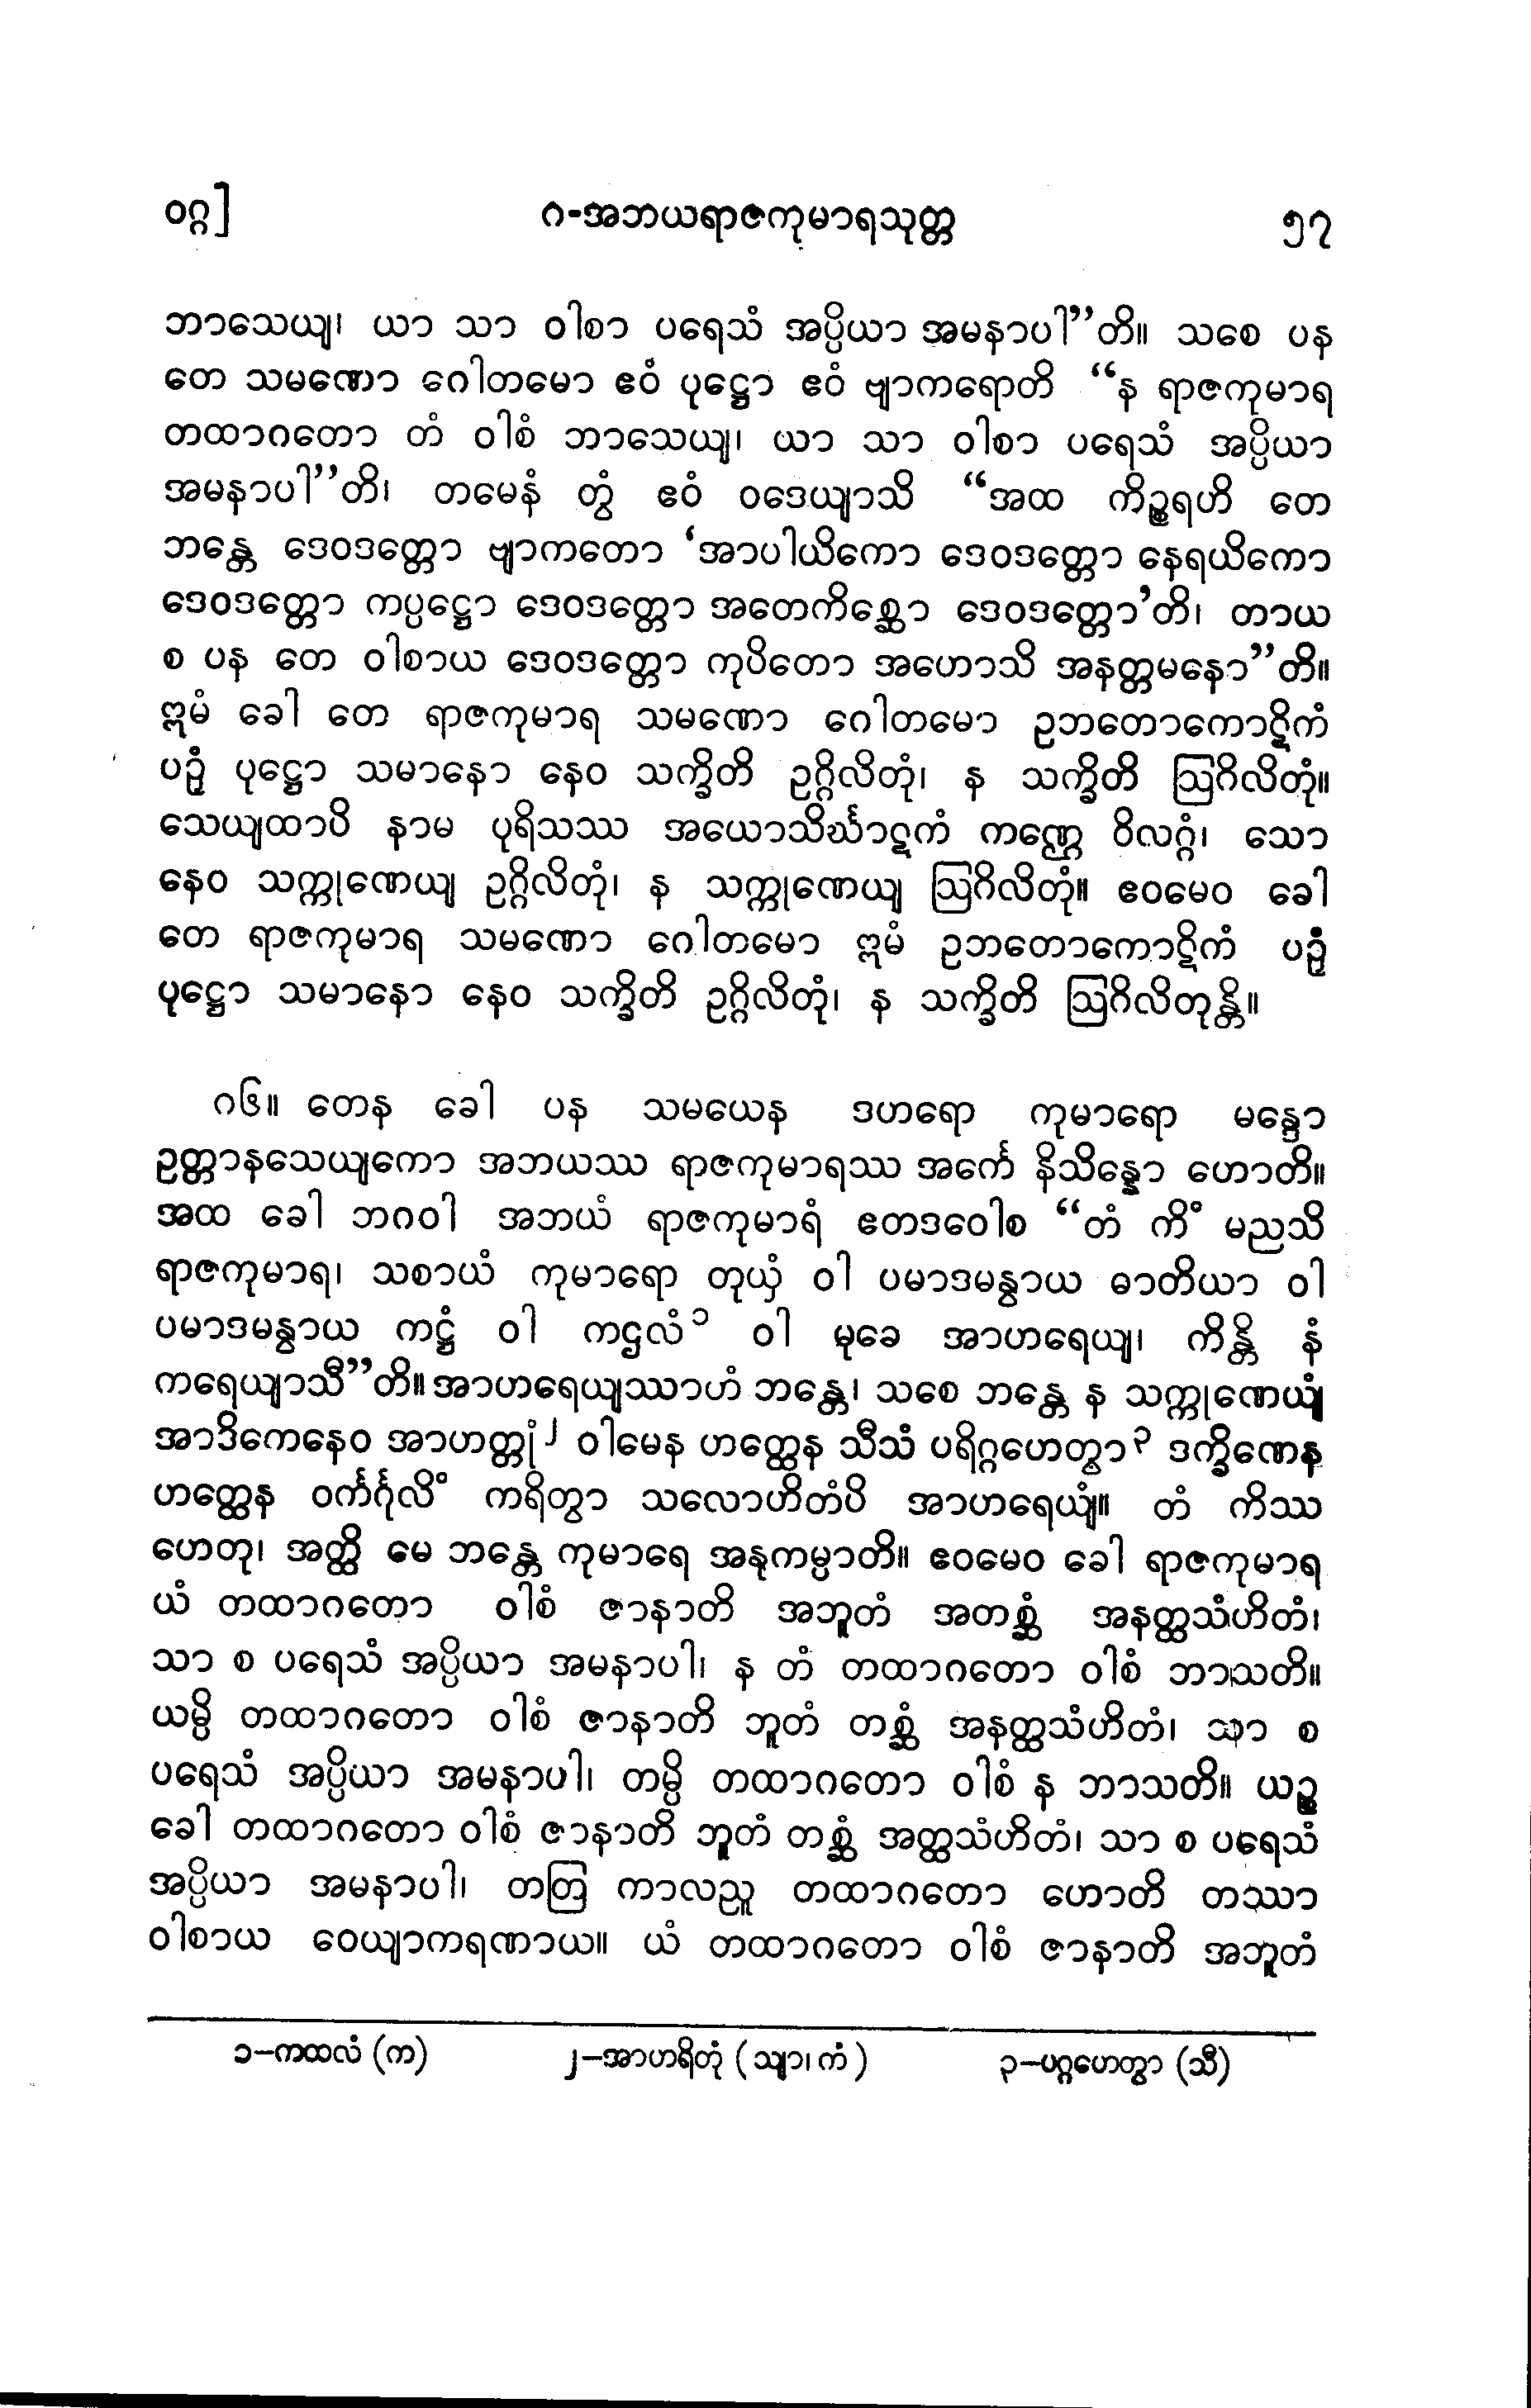 ဝဂ္ဂ]
ဂ-အဘယရာဇကုမာရသုတ္တ
၅၇
ဘာသေယျ၊ ယာ သာ ဝါစာ ပရေသံ အပ္ပိယာ အမနာပါ”တိ။ သစေ ပန
တေ သမဏော ဂေါတမော ဧဝံ ပုဋ္ဌော ဧဝံ ဗျာကရောတိ “န ရာဇကုမာရ
တထာဂတော တံ ဝါစံ ဘာသေယျ၊ ယာ သာ ဝါစာ ပရေသံ အပ္ပိယာ
အမနာပါ”တိ၊ တမေနံ တွံ ဧဝံ ဝဒေယျာသိ “အထ ကိဉ္စရဟိ တေ
ဘန္တေ ဒေဝဒတ္တော ဗျာကတော ‘အာပါယိကော ဒေဝဒတ္တော နေရယိကော
ဒေဝဒတ္တော ကပ္ပဋ္ဌော ဒေဝဒတ္တော အတေကိစ္ဆော ဒေဝဒတ္တော’တိ၊ တာယ
စ ပန တေ ဝါစာယ ဒေဝဒတ္တော ကုပိတော အဟောသိ အနတ္တမနော”တိ။
ဣမံ ခေါ တေ ရာဇကုမာရ သမဏော ဂေါတမော ဥဘတောကောဋိကံ
ပဉှံ ပုဋ္ဌော သမာနော နေဝ သက္ခိတိ ဥဂ္ဂိလိတုံ၊ န သက္ခိတိ ဩဂိလိတုံ။
သေယျထာပိ နာမ ပုရိသဿ အယောသိင်္ဃာဋကံ ကဏ္ဌေ ဝိလဂ္ဂံ၊ သော
နေဝ သက္ကုဏေယျ ဥဂ္ဂိလိတုံ၊ န သက္ကုဏေယျ ဩဂိလိတုံ။ ဧဝမေဝ ခေါ
တေ ရာဇကုမာရ သမဏော ဂေါတမော ဣမံ ဥဘတောကောဋိကံ ပဉှံ
ပုဋ္ဌော သမာနော နေဝ သက္ခိတိ ဥဂ္ဂိလိတုံ၊ န သက္ခိတိ ဩဂိလိတုန္တိ။
၈၆။ တေန ခေါ ပန သမယေန ဒဟရော ကုမာရော မန္ဒော
ဥတ္တာနသေယျကော အဘယဿ ရာဇကုမာရဿ အင်္ကေ နိသိန္နော ဟောတိ။
အထ ခေါ ဘဂဝါ အဘယံ ရာဇကုမာရံ ဧတဒဝေါစ “တံ ကိံ မညသိ
ရာဇကုမာရ၊ သစာယံ ကုမာရော တုယှံ ဝါ ပမာဒမန္ဝာယ ဓာတိယာ ဝါ
ပမာဒမန္ဝာယ ကဋ္ဌံ ဝါ ကဌလံ၁ ဝါ မုခေ အာဟရေယျ၊ ကိန္တိ နံ
ကရေယျာသီ”တိ။ အာဟရေယျဿာဟံ ဘန္တေ၊ သစေ ဘန္တေ န သက္ကုဏေယျံ
အာဒိကေနေဝ အာဟတ္တုံ၂ ဝါမေန ဟတ္ထေန သီသံ ပရိဂ္ဂဟေတွာ၃ ဒက္ခိဏေန
ဟတ္ထေန ဝင်္ကင်္ဂုလိံ ကရိတွာ သလောဟိတံပိ အာဟရေယျံ။ တံ ကိဿ
ဟေတု၊ အတ္ထိ မေ ဘန္တေ ကုမာရေ အနုကမ္ပာတိ။ ဧဝမေဝ ခေါ ရာဇကုမာရ
ယံ တထာဂတော ဝါစံ ဇာနာတိ အဘူတံ အတစ္ဆံ အနတ္ထသံဟိတံ၊
သာ စ ပရေသံ အပ္ပိယာ အမနာပါ၊ န တံ တထာဂတော ဝါစံ ဘာသတိ။
ယမ္ပိ တထာဂတော ဝါစံ ဇာနာတိ ဘူတံ တစ္ဆံ အနတ္ထသံဟိတံ၊ သာ စ
ပရေသံ အပ္ပိယာ အမနာပါ၊ တမ္ပိ တထာဂတော ဝါစံ န ဘာသတိ။ ယဉ္စ
ခေါ တထာဂတော ဝါစံ ဇာနာတိ ဘူတံ တစ္ဆံ အတ္ထသံဟိတံ၊ သာ စ ပရေသံ
အပ္ပိယာ အမနာပါ၊ တတြ ကာလညူ တထာဂတော ဟောတိ တဿာ
ဝါစာယ ဝေယျာကရဏာယ။ ယံ တထာဂတော ဝါစံ ဇာနာတိ အဘူတံ
၁–ကထလံ (က)
၂–အာဟရိတုံ (သျာ၊ ကံ)
၃–ပဂ္ဂဟေတွာ (သီ)